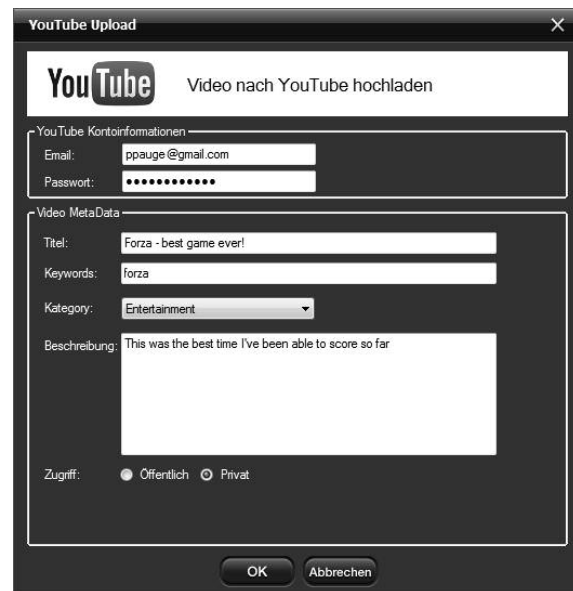 YouTube Upload
YouTube
Video nach YouTube hochladen
YouTube Kontoinformationen
Email: ppauge@gmail.com
Passwort: ●●●●●●●●●●●●
Video MetaData
Titel: Forza - best game ever!
Keywords: forza
Kategory: Entertainment
Beschreibung: This was the best time I've been able to score so far
Zugriff: Öffentlich Privat
OK Abbrechen